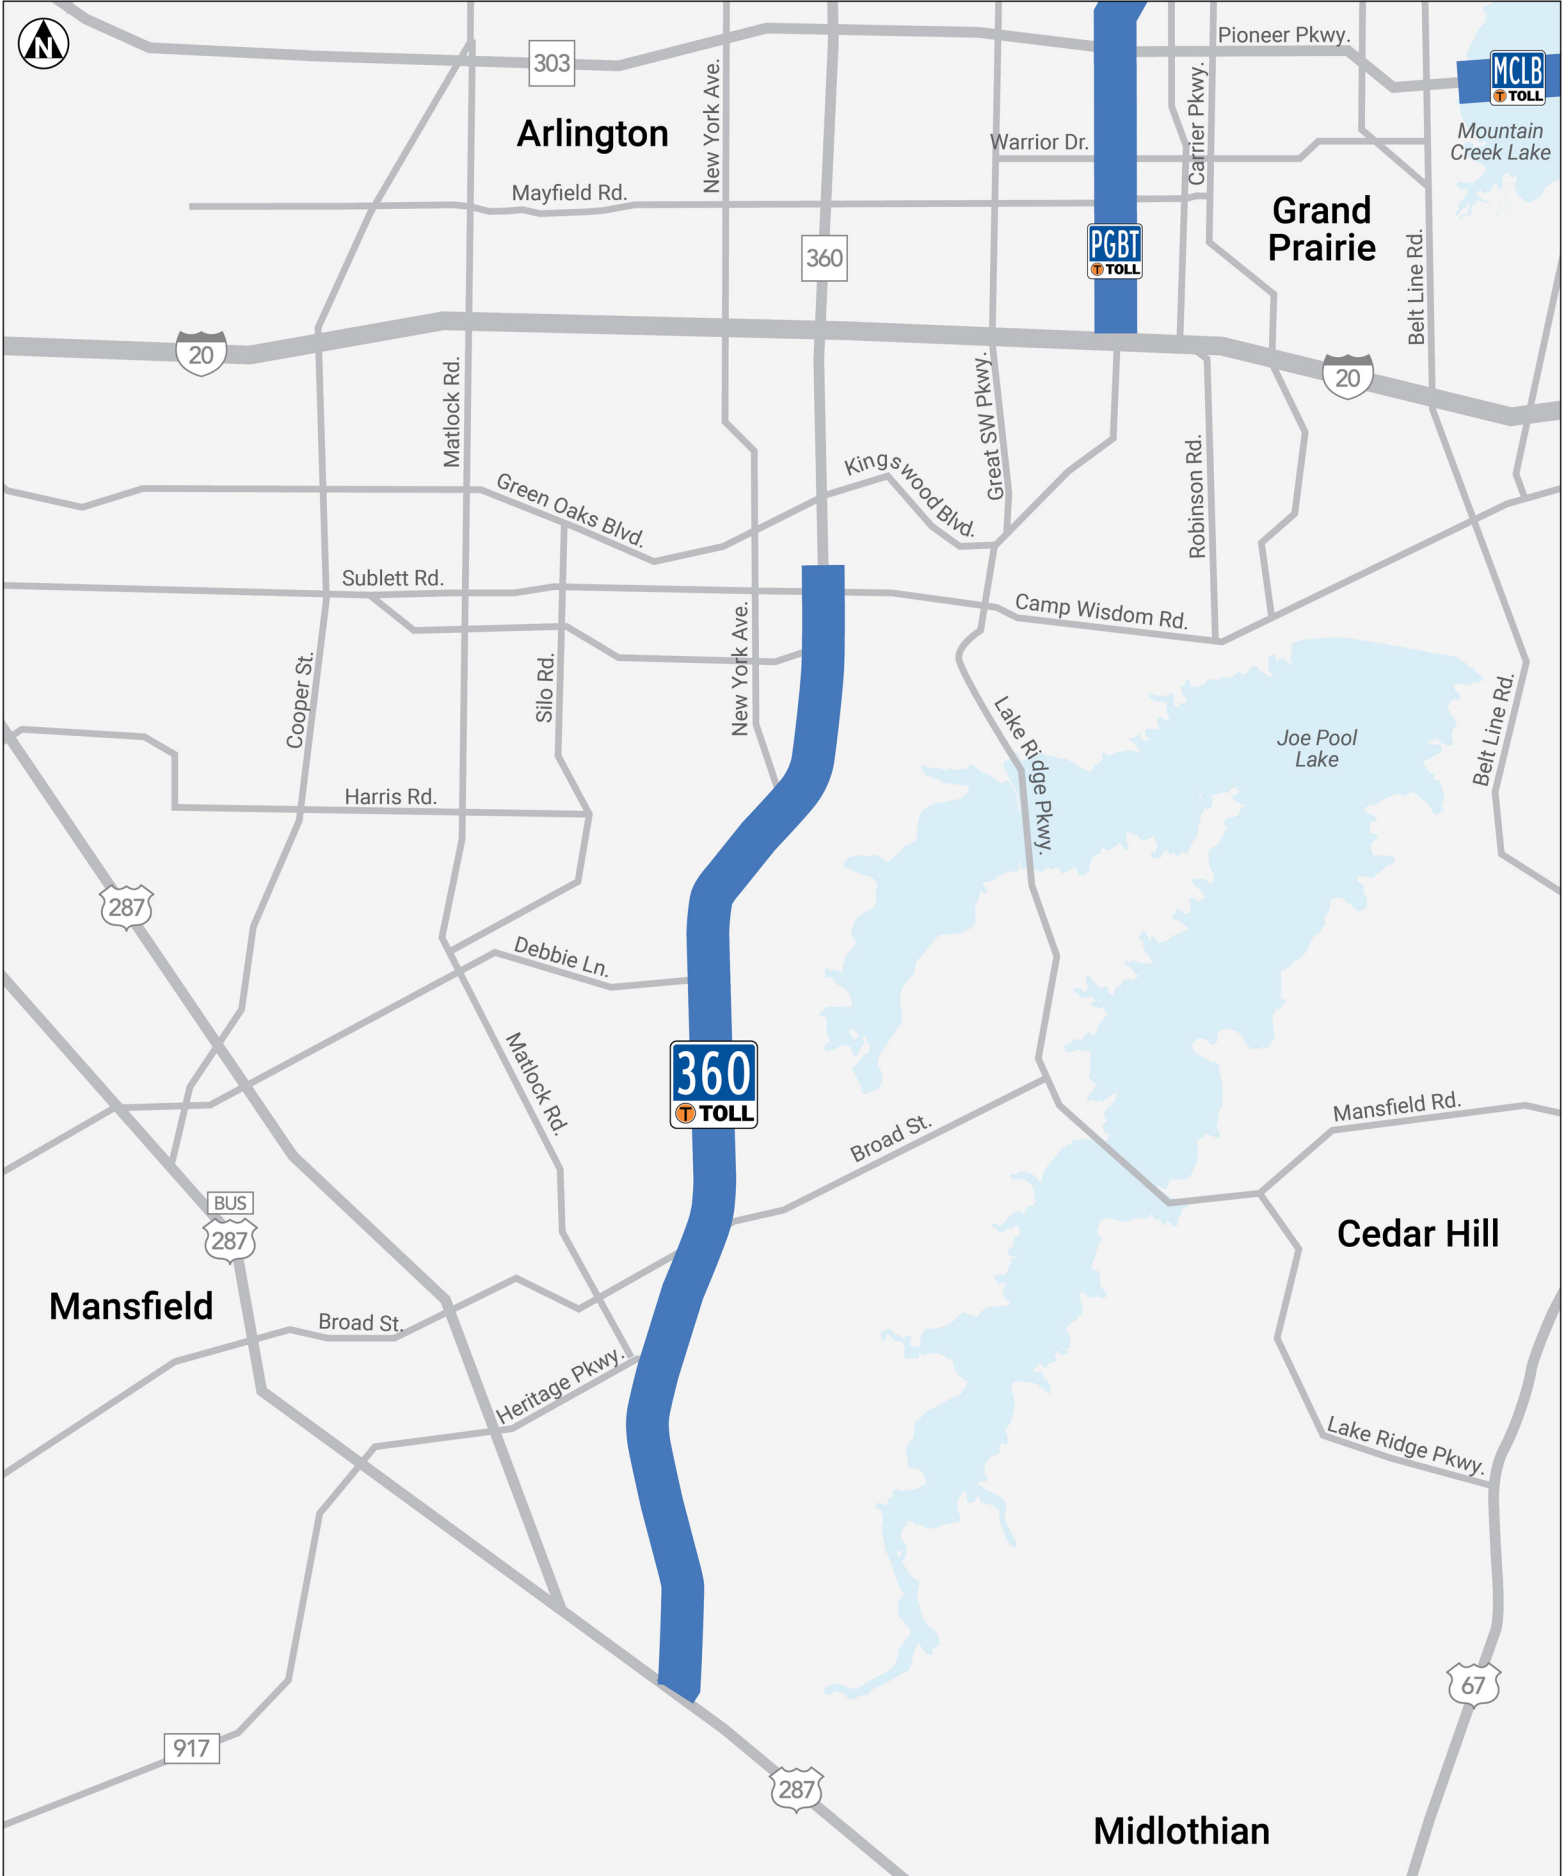 N
303
Pioneer Pkwy.
MCLB
T TOLL
Arlington
New York Ave.
Warrior Dr.
Carrier Pkwy.
Mountain
Creek Lake
Mayfield Rd.
Grand
Prairie
360
PGBT
T TOLL
Belt Line Rd.
20
Matlock Rd.
Great SW Pkwy.
20
Green Oaks Blvd.
Kingswood Blvd.
Robinson Rd.
Sublett Rd.
Camp Wisdom Rd.
Cooper St.
Silo Rd.
New York Ave.
Lake Ridge Pkwy.
Joe Pool
Lake
Belt Line Rd.
Harris Rd.
287
Debbie Ln.
Matlock Rd.
360
T TOLL
Broad St.
Mansfield Rd.
BUS
287
Cedar Hill
Mansfield
Broad St.
Heritage Pkwy.
Lake Ridge Pkwy.
67
917
287
Midlothian